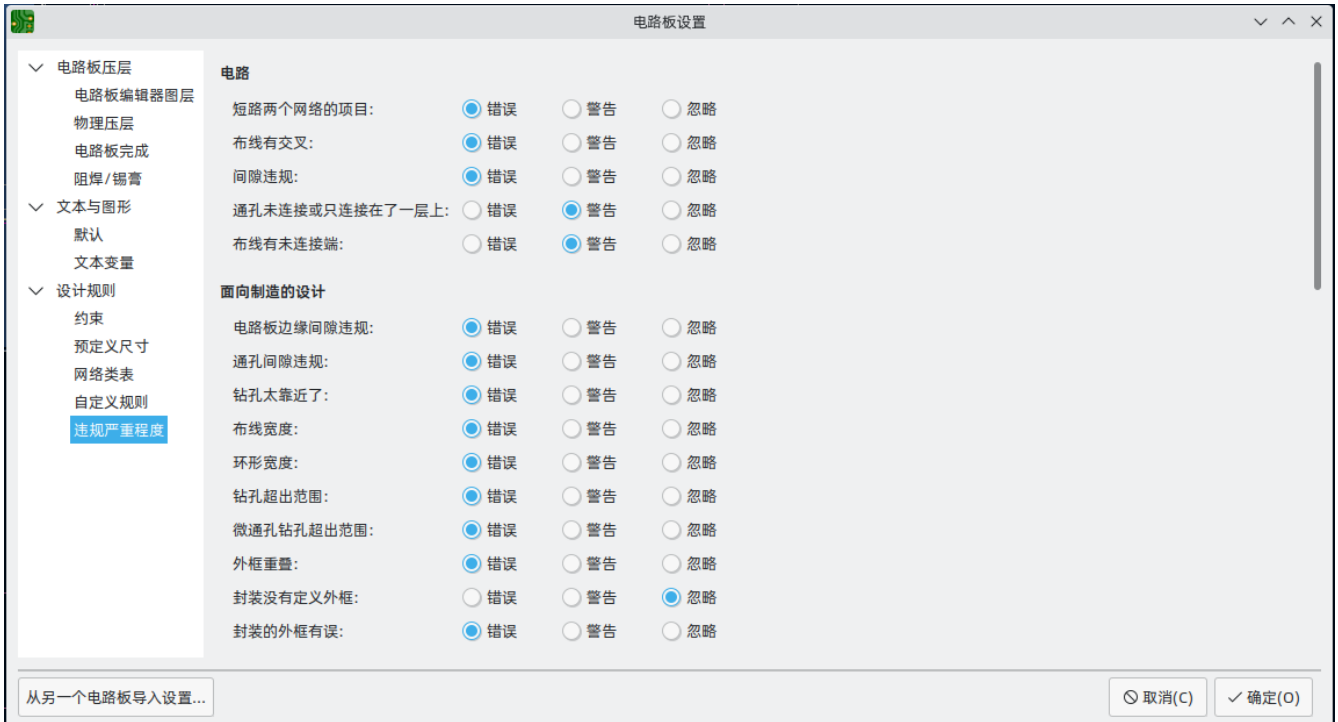 电路板设置
电路板压层
电路板编辑器图层
物理压层
电路板完成
阻焊/锡膏
文本与图形
默认
文本变量
设计规则
约束
预定义尺寸
网络类表
自定义规则
违规严重程度
电路
短路两个网络的项目: 错误 警告 忽略
布线有交叉: 错误 警告 忽略
间隙违规: 错误 警告 忽略
通孔未连接或只连接在了一层上: 错误 警告 忽略
布线有未连接端: 错误 警告 忽略
面向制造的设计
电路板边缘间隙违规: 错误 警告 忽略
通孔间隙违规: 错误 警告 忽略
钻孔太靠近了: 错误 警告 忽略
布线宽度: 错误 警告 忽略
环形宽度: 错误 警告 忽略
钻孔超出范围: 错误 警告 忽略
微通孔钻孔超出范围: 错误 警告 忽略
外框重叠: 错误 警告 忽略
封装没有定义外框: 错误 警告 忽略
封装的外框有误: 错误 警告 忽略
从另一个电路板导入设置... 取消(C) 确定(O)